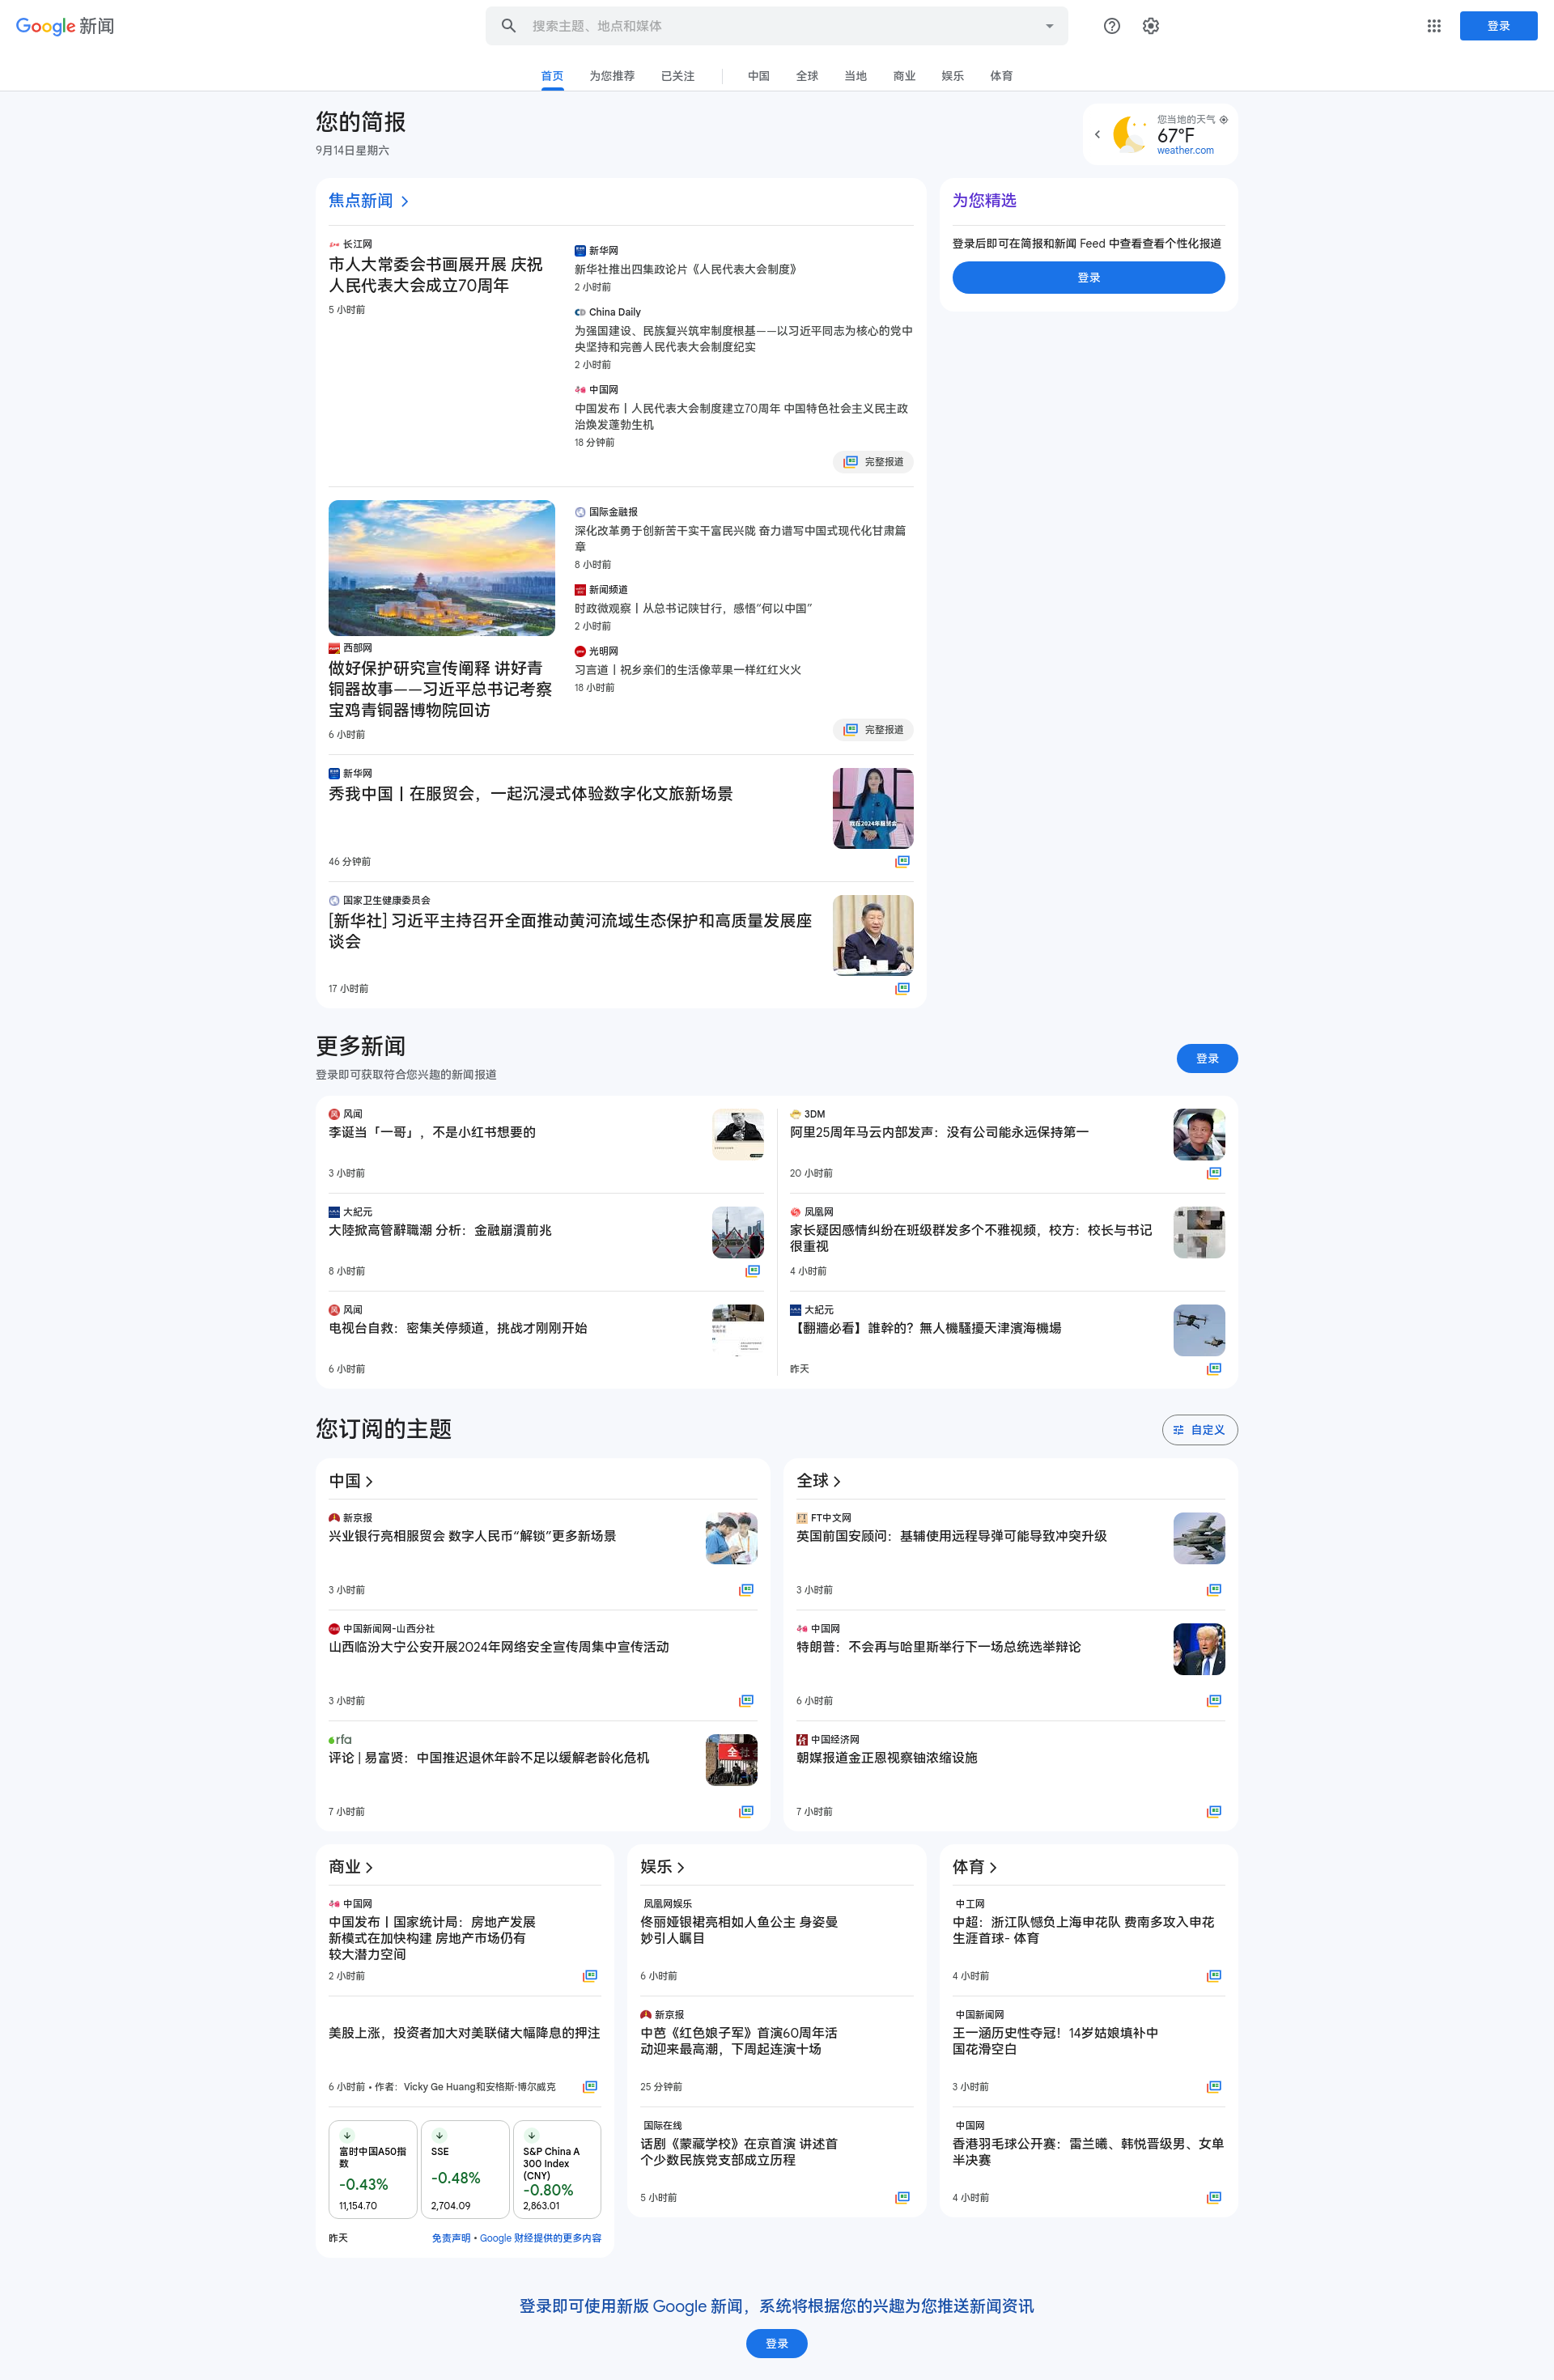 Google 新闻
搜索主题、地点和媒体
登录
首页
为您推荐
已关注
中国
全球
当地
商业
娱乐
体育
您的简报
9月14日星期六
您当地的天气
67°F
weather.com
焦点新闻
长江网
市人大常委会书画展开展 庆祝
人民代表大会成立70周年
5 小时前
新华网
新华社推出四集政论片《人民代表大会制度》
2 小时前
China Daily
为强国建设、民族复兴筑牢制度根基——以习近平同志为核心的党中
央坚持和完善人民代表大会制度纪实
2 小时前
中国网
中国发布丨人民代表大会制度建立70周年 中国特色社会主义民主政
治焕发蓬勃生机
18 分钟前
完整报道
为您精选
登录后即可在简报和新闻 Feed 中查看查看个性化报道
登录
西部网
做好保护研究宣传阐释 讲好青
铜器故事——习近平总书记考察
宝鸡青铜器博物院回访
6 小时前
国际金融报
深化改革勇于创新苦干实干富民兴陇 奋力谱写中国式现代化甘肃篇
章
8 小时前
新闻频道
时政微观察丨从总书记陕甘行，感悟“何以中国”
2 小时前
光明网
习言道丨祝乡亲们的生活像苹果一样红红火火
18 小时前
完整报道
新华网
秀我中国丨在服贸会，一起沉浸式体验数字化文旅新场景
我在2024年服贸会
46 分钟前
国家卫生健康委员会
[新华社] 习近平主持召开全面推动黄河流域生态保护和高质量发展座
谈会
17 小时前
更多新闻
登录即可获取符合您兴趣的新闻报道
登录
风闻
李诞当「一哥」，不是小红书想要的
3 小时前
3DM
阿里25周年马云内部发声：没有公司能永远保持第一
20 小时前
大紀元
大陸掀高管辭職潮 分析：金融崩潰前兆
8 小时前
凤凰网
家长疑因感情纠纷在班级群发多个不雅视频，校方：校长与书记
很重视
4 小时前
风闻
电视台自救：密集关停频道，挑战才刚刚开始
6 小时前
大紀元
【翻牆必看】誰幹的？無人機騷擾天津濱海機場
昨天
您订阅的主题
自定义
中国
新京报
兴业银行亮相服贸会 数字人民币“解锁”更多新场景
3 小时前
中国新闻网-山西分社
山西临汾大宁公安开展2024年网络安全宣传周集中宣传活动
3 小时前
rfa
评论 | 易富贤：中国推迟退休年龄不足以缓解老龄化危机
7 小时前
全球
FT中文网
英国前国安顾问：基辅使用远程导弹可能导致冲突升级
3 小时前
中国网
特朗普：不会再与哈里斯举行下一场总统选举辩论
6 小时前
中国经济网
朝媒报道金正恩视察铀浓缩设施
7 小时前
商业
中国网
中国发布丨国家统计局：房地产发展
新模式在加快构建 房地产市场仍有
较大潜力空间
2 小时前
美股上涨，投资者加大对美联储大幅降息的押注
6 小时前 • 作者： Vicky Ge Huang和安格斯·博尔威克
富时中国A50指
数
-0.43%
11,154.70
SSE
-0.48%
2,704.09
S&P China A
300 Index
(CNY)
-0.80%
2,863.01
昨天
免责声明 • Google 财经提供的更多内容
娱乐
凤凰网娱乐
佟丽娅银裙亮相如人鱼公主 身姿曼
妙引人瞩目
6 小时前
新京报
中芭《红色娘子军》首演60周年活
动迎来最高潮，下周起连演十场
25 分钟前
国际在线
话剧《蒙藏学校》在京首演 讲述首
个少数民族党支部成立历程
5 小时前
体育
中工网
中超：浙江队憾负上海申花队 费南多攻入申花
生涯首球- 体育
4 小时前
中国新闻网
王一涵历史性夺冠！14岁姑娘填补中
国花滑空白
3 小时前
中国网
香港羽毛球公开赛：雷兰曦、韩悦晋级男、女单
半决赛
4 小时前
登录即可使用新版 Google 新闻，系统将根据您的兴趣为您推送新闻资讯
登录